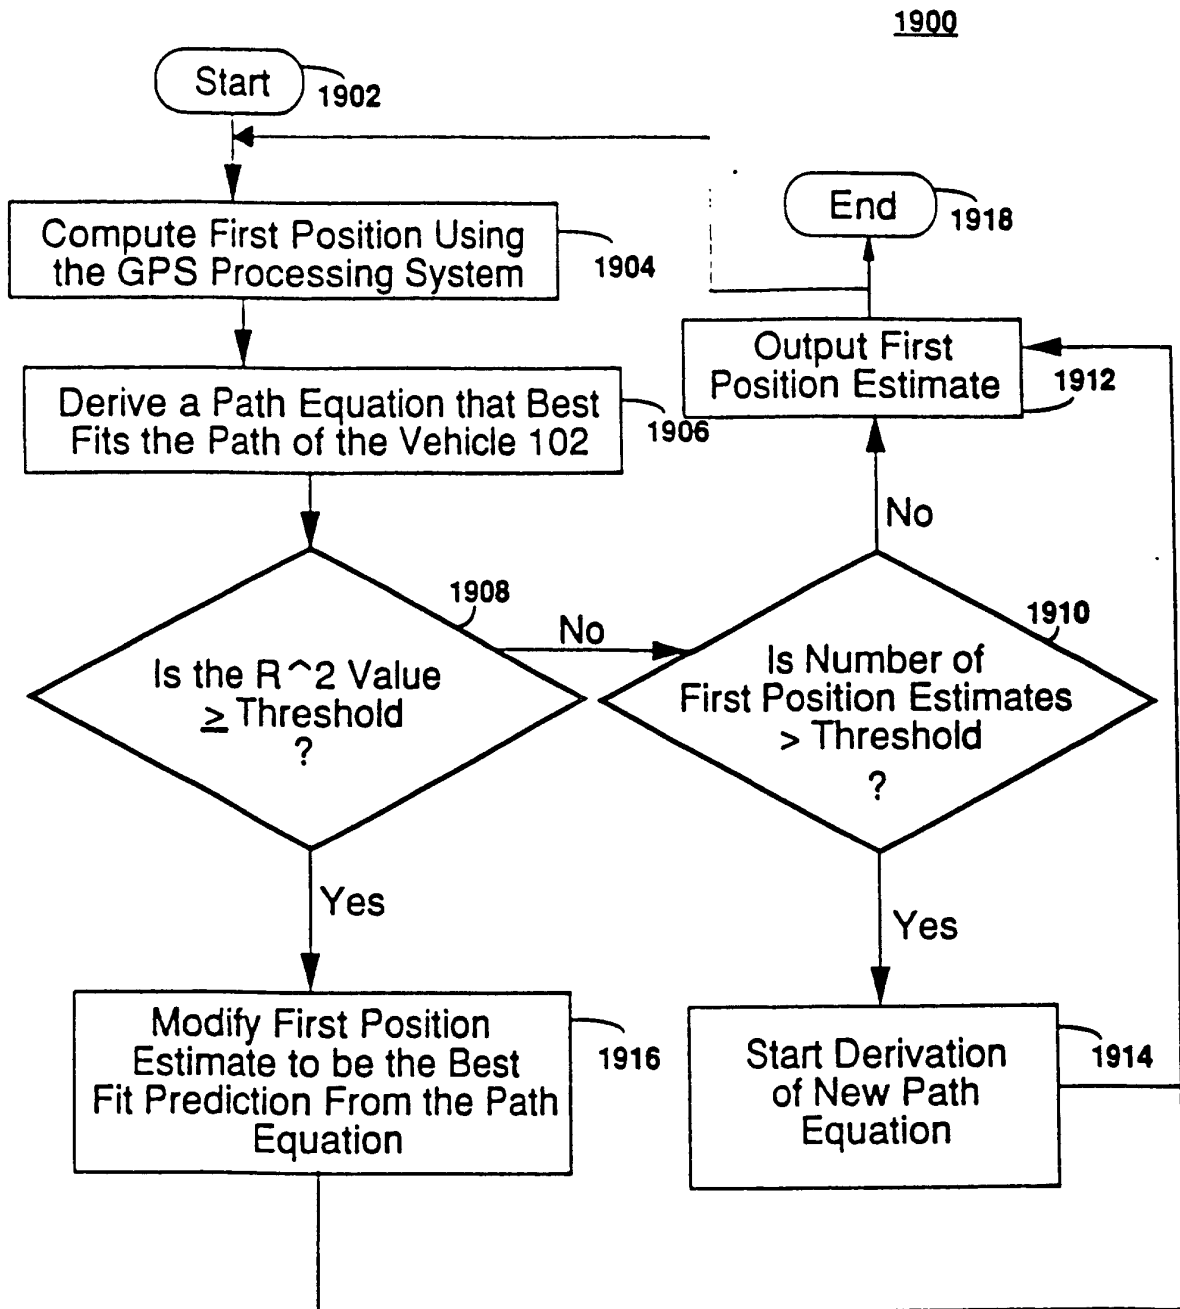 1900
Start
1902
Compute First Position Using
the GPS Processing System
1904
Derive a Path Equation that Best
Fits the Path of the Vehicle 102
1906
Is the R^2 Value
≥ Threshold
?
1908
No
Yes
Modify First Position
Estimate to be the Best
Fit Prediction From the Path
Equation
1916
End
1918
Output First
Position Estimate
1912
No
Is Number of
First Position Estimates
> Threshold
?
1910
Yes
Start Derivation
of New Path
Equation
1914